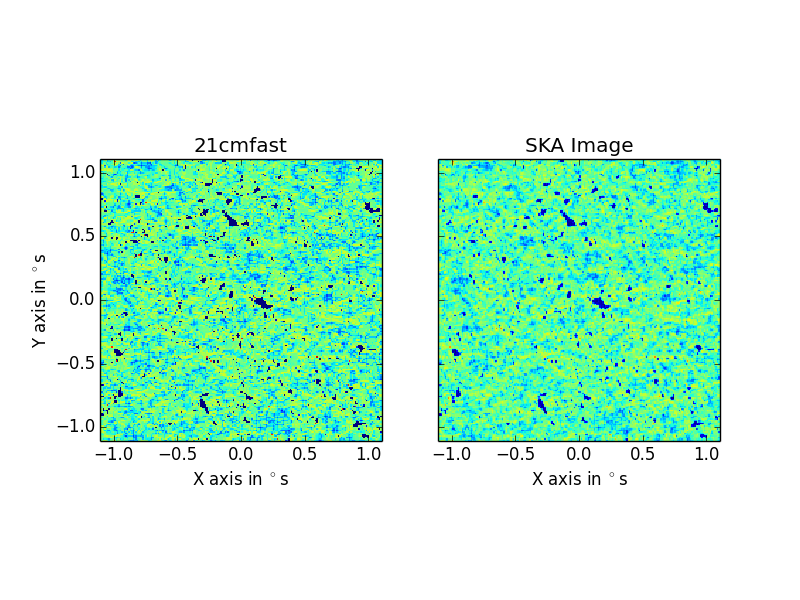 21cmfast
SKA Image
1.0
0.5
0.0
−0.5
−1.0
Y axis in °s
−1.0 −0.5 0.0 0.5 1.0
−1.0 −0.5 0.0 0.5 1.0
X axis in °s
X axis in °s